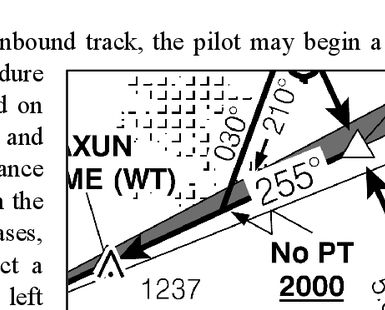 nbound track, the pilot may begin a
dure
d on
and
ance
the
ases,
ct a
left
030°
210°
255°
AXUN
ME (WT)
No PT
2000
1237